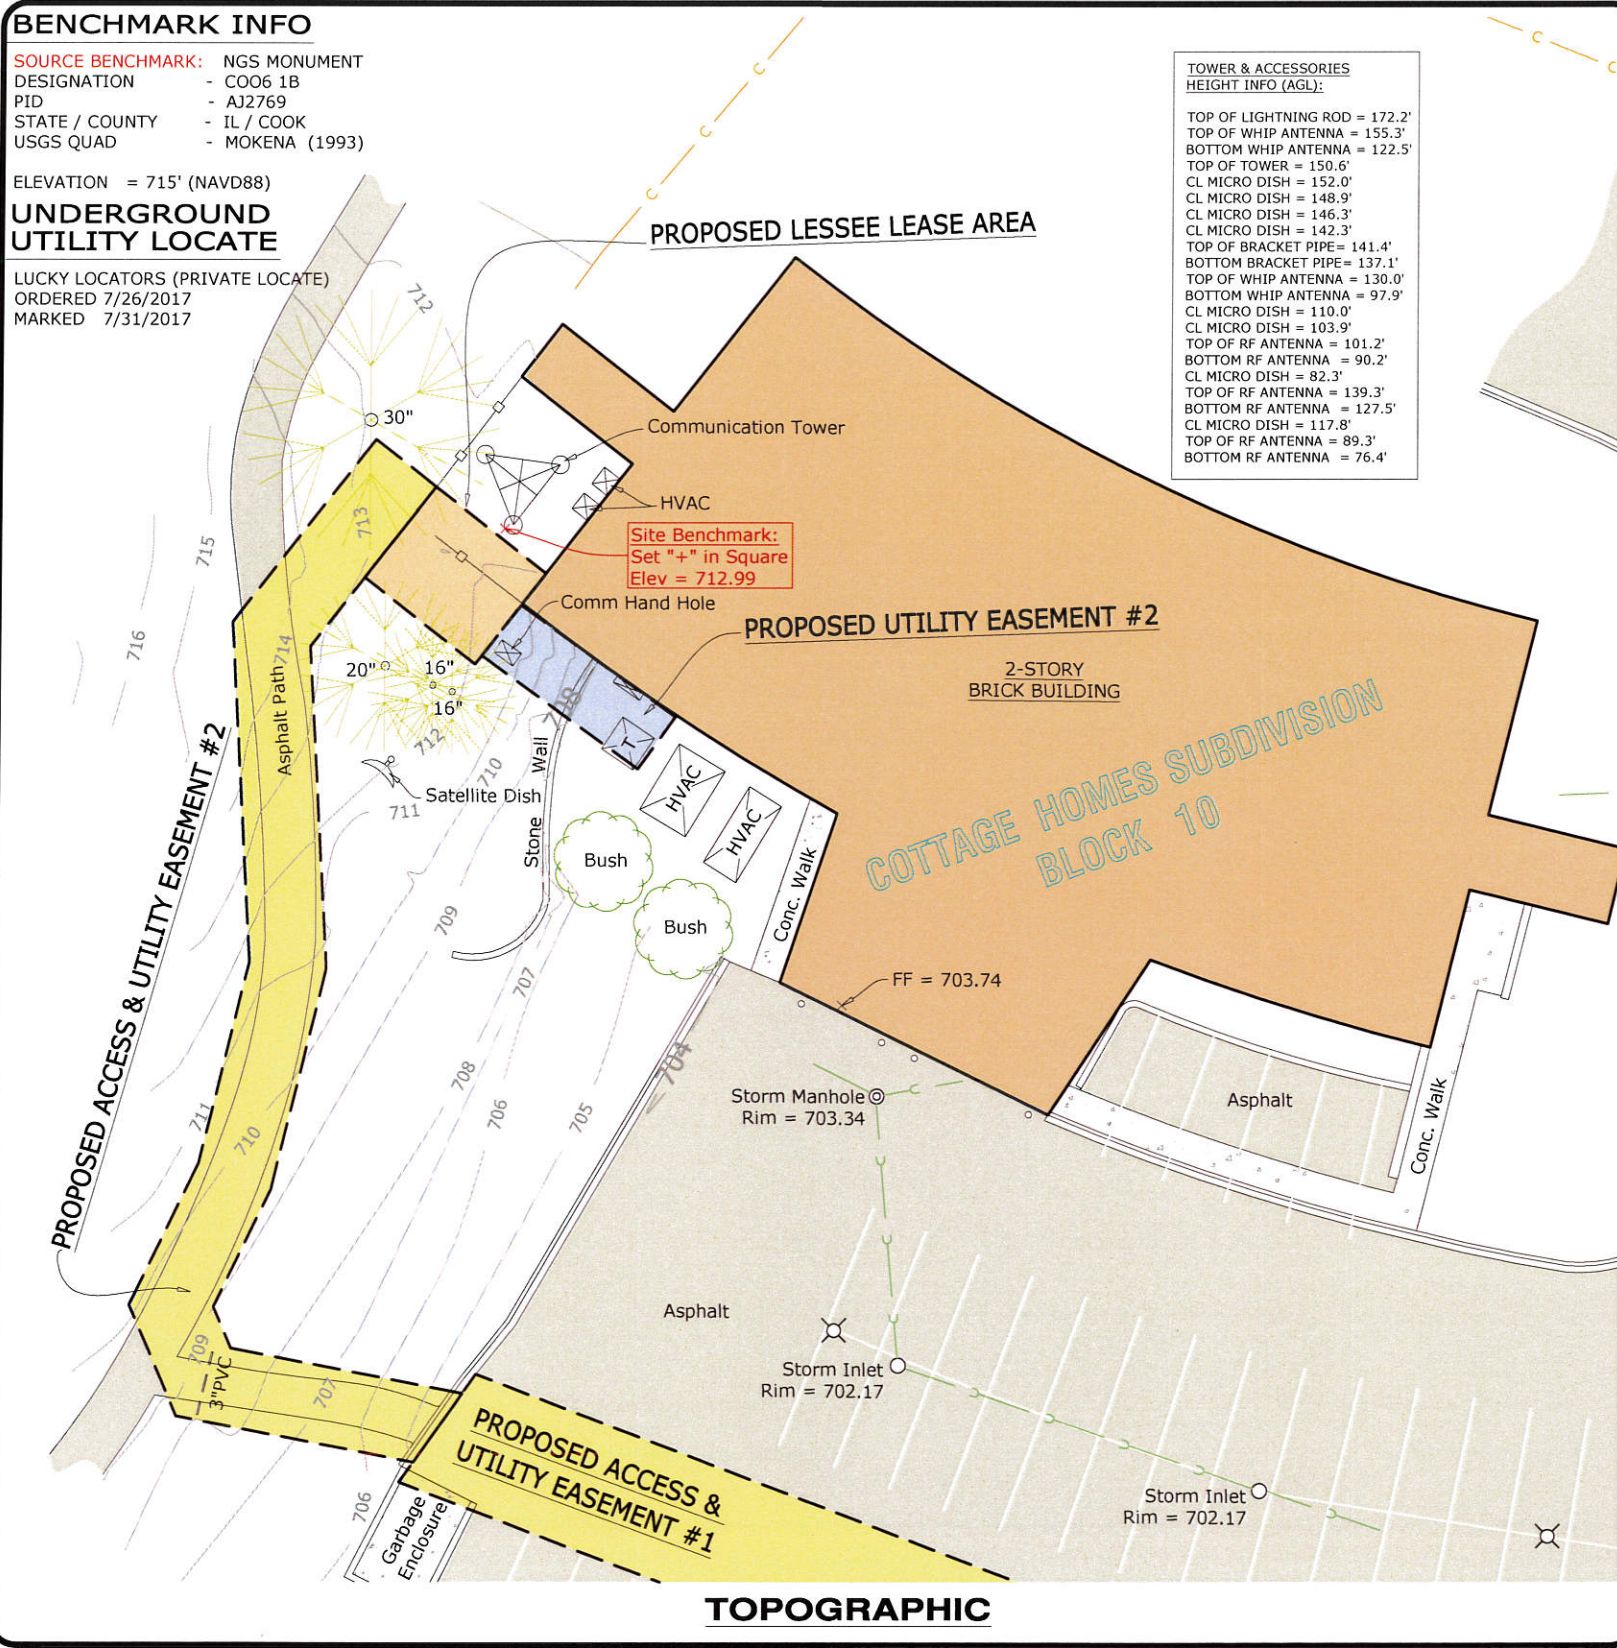 BENCHMARK INFO
SOURCE BENCHMARK: NGS MONUMENT
DESIGNATION - COO6 1B
PID - AJ2769
STATE / COUNTY - IL / COOK
USGS QUAD - MOKENA (1993)
ELEVATION = 715' (NAVD88)
UNDERGROUND
UTILITY LOCATE
LUCKY LOCATORS (PRIVATE LOCATE)
ORDERED 7/26/2017
MARKED 7/31/2017
TOWER & ACCESSORIES
HEIGHT INFO (AGL):
TOP OF LIGHTNING ROD = 172.2'
TOP OF WHIP ANTENNA = 155.3'
BOTTOM WHIP ANTENNA = 122.5'
TOP OF TOWER = 150.6'
CL MICRO DISH = 152.0'
CL MICRO DISH = 148.9'
CL MICRO DISH = 146.3'
CL MICRO DISH = 142.3'
TOP OF BRACKET PIPE= 141.4'
BOTTOM BRACKET PIPE= 137.1'
TOP OF WHIP ANTENNA = 130.0'
BOTTOM WHIP ANTENNA = 97.9'
CL MICRO DISH = 110.0'
CL MICRO DISH = 103.9'
TOP OF RF ANTENNA = 101.2'
BOTTOM RF ANTENNA = 90.2'
CL MICRO DISH = 82.3'
TOP OF RF ANTENNA = 139.3'
BOTTOM RF ANTENNA = 127.5'
CL MICRO DISH = 117.8'
TOP OF RF ANTENNA = 89.3'
BOTTOM RF ANTENNA = 76.4'
C
C
C
C
C
PROPOSED LESSEE LEASE AREA
712
30"
Communication Tower
HVAC
713
715
Site Benchmark:
Set "+" in Square
Elev = 712.99
Comm Hand Hole
PROPOSED UTILITY EASEMENT #2
2-STORY
BRICK BUILDING
716
714
Asphalt Path
20"
16"
16"
708
T
712
710
Stone Wall
Satellite Dish
711
HVAC
HVAC
COTTAGE HOMES SUBDIVISION
BLOCK 10
Bush
Bush
Conc. Walk
709
707
FF = 703.74
PROPOSED ACCESS & UTILITY EASEMENT #2
704
708
706
705
711
710
Storm Manhole
Rim = 703.34
Asphalt
Conc. Walk
Asphalt
709
3"PVC
707
Storm Inlet
Rim = 702.17
PROPOSED ACCESS &
UTILITY EASEMENT #1
706
Garbage
Enclosure
Storm Inlet
Rim = 702.17
TOPOGRAPHIC